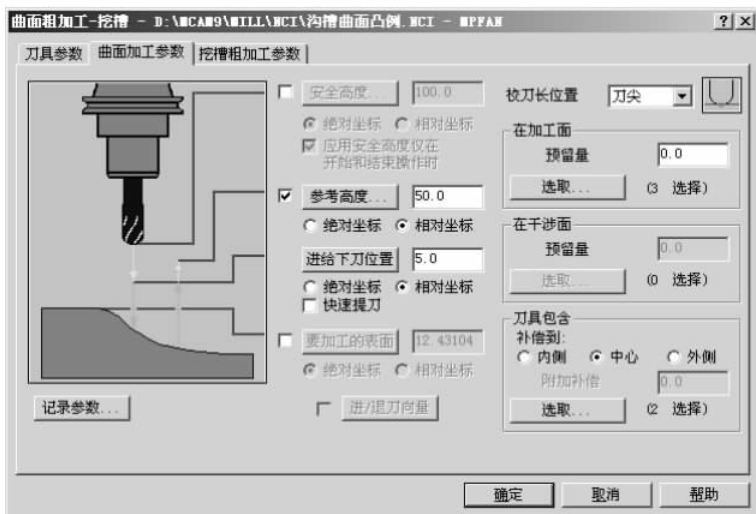 曲面粗加工-挖槽 - D:\MCAM9\MILL\NCI\沟槽曲面凸例.NCI - MPFAN
刀具参数 曲面加工参数 挖槽粗加工参数
安全高度... 100.0
绝对坐标 相对坐标
应用安全高度仅在
开始和结束操作时
参考高度... 50.0
绝对坐标 相对坐标
进给下刀位置 5.0
绝对坐标 相对坐标
快速提刀
要加工的表面 12.43104
绝对坐标 相对坐标
进/退刀向量
记录参数...
校刀长位置 刀尖
在加工面
预留量 0.0
选取... (3 选择)
在干涉面
预留量 0.0
选取... (0 选择)
刀具包含
补偿到:
内侧 中心 外侧
附加补偿 0.0
选取... (2 选择)
确定 取消 帮助